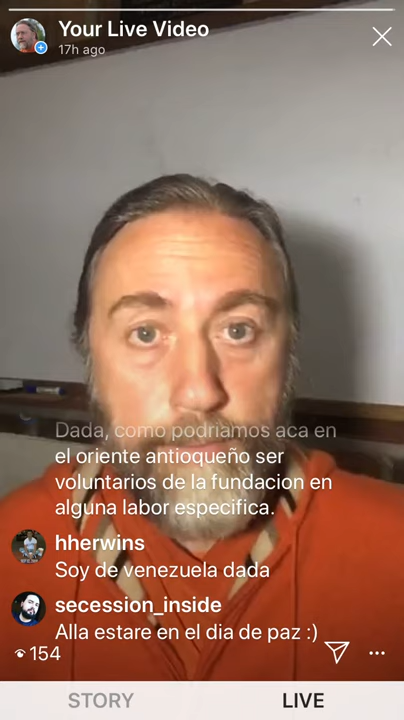 Your Live Video
17h ago
Dada, como podriamos aca en
el oriente antioqueño ser
voluntarios de la fundacion en
alguna labor especifica.
hherwins
Soy de venezuela dada
secession_inside
Alla estare en el dia de paz :)
154
STORY
LIVE